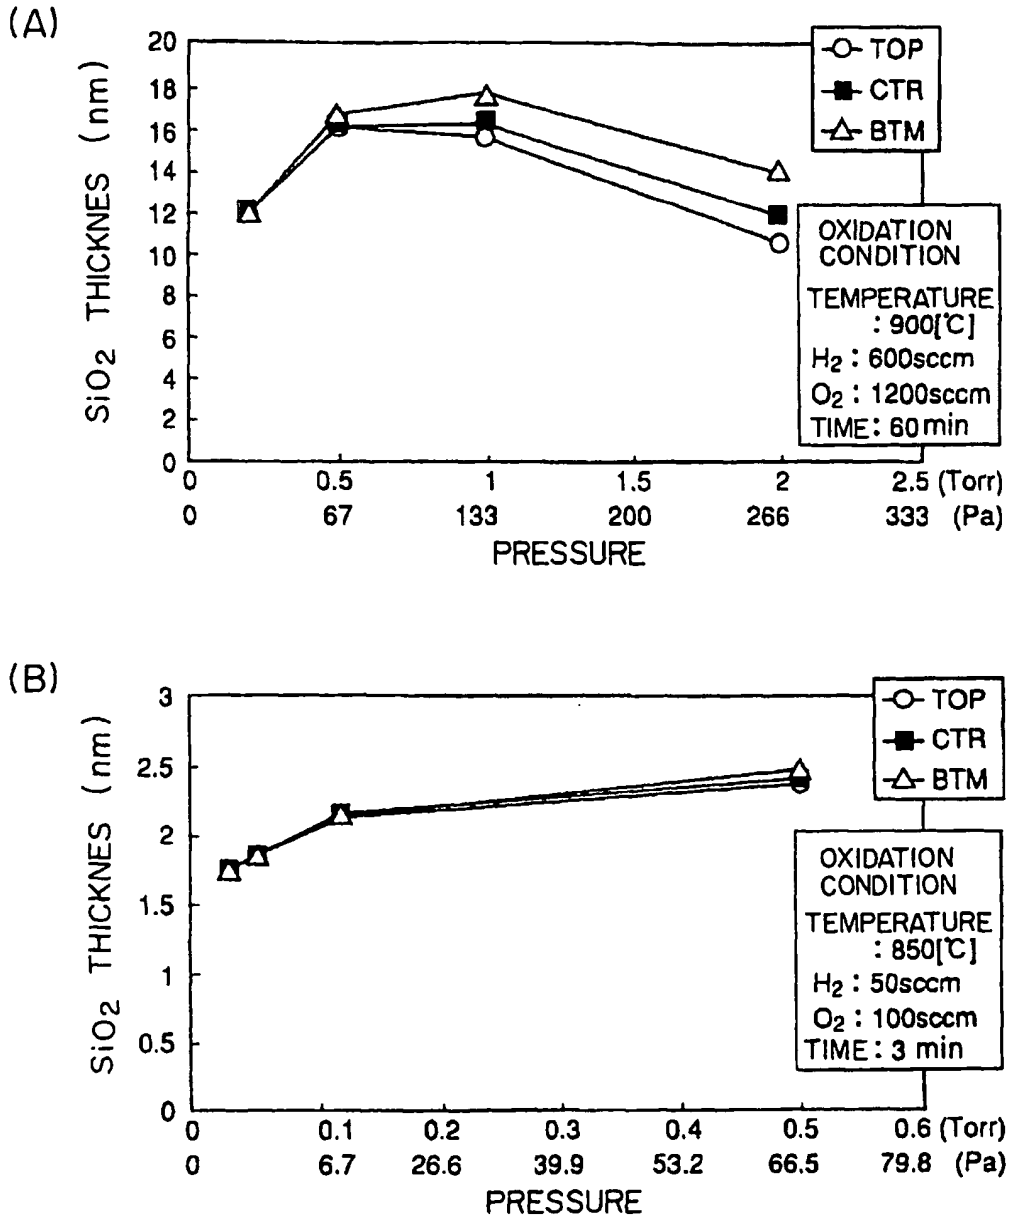 (A)
SiO2 THICKNES (nm)
20
18
16
14
12
10
8
6
4
2
0
TOP
CTR
BTM
OXIDATION
CONDITION
TEMPERATURE
: 900[℃]
H2 : 600sccm
O2 : 1200sccm
TIME : 60min
0 0.5 1 1.5 2 2.5 (Torr)
0 67 133 200 266 333 (Pa)
PRESSURE
(B)
SiO2 THICKNES (nm)
3
2.5
2
1.5
1
0.5
0
TOP
CTR
BTM
OXIDATION
CONDITION
TEMPERATURE
: 850[℃]
H2 : 50sccm
O2 : 100sccm
TIME : 3 min
0 0.1 0.2 0.3 0.4 0.5 0.6 (Torr)
0 6.7 26.6 39.9 53.2 66.5 79.8 (Pa)
PRESSURE